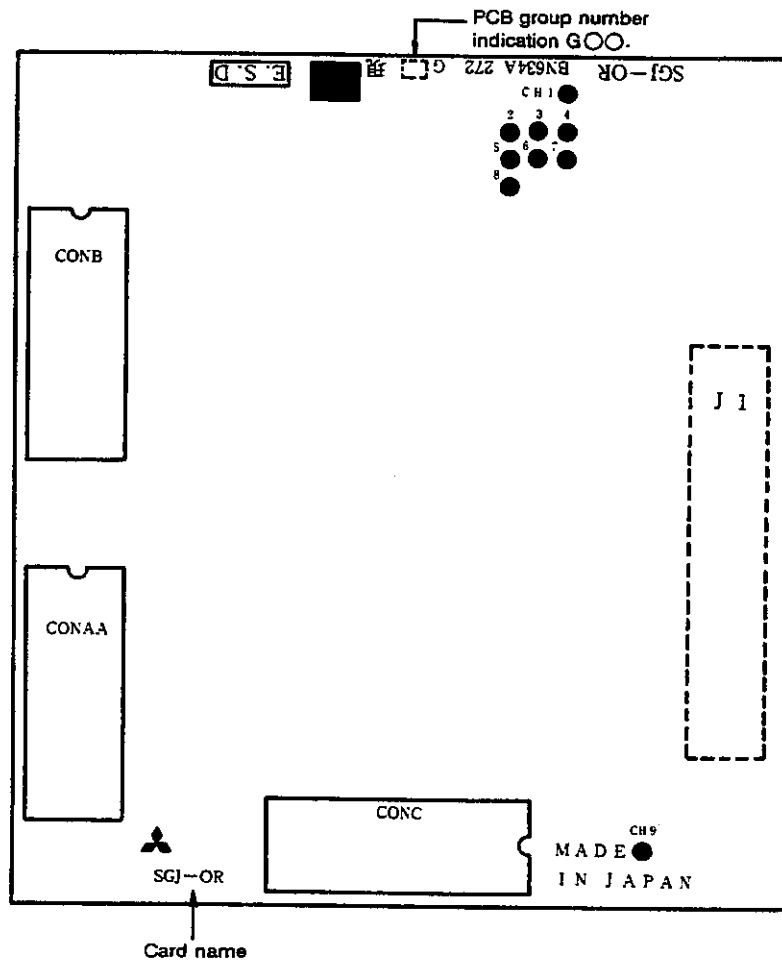 PCB group number
indication G○○.
E.S.D 現 G BN634A 272 SGJ-OR
CH1
2 3 4
5 6 7
8
CONB
J1
CONAA
CONC
CH9
MADE
IN JAPAN
SGJ-OR
Card name